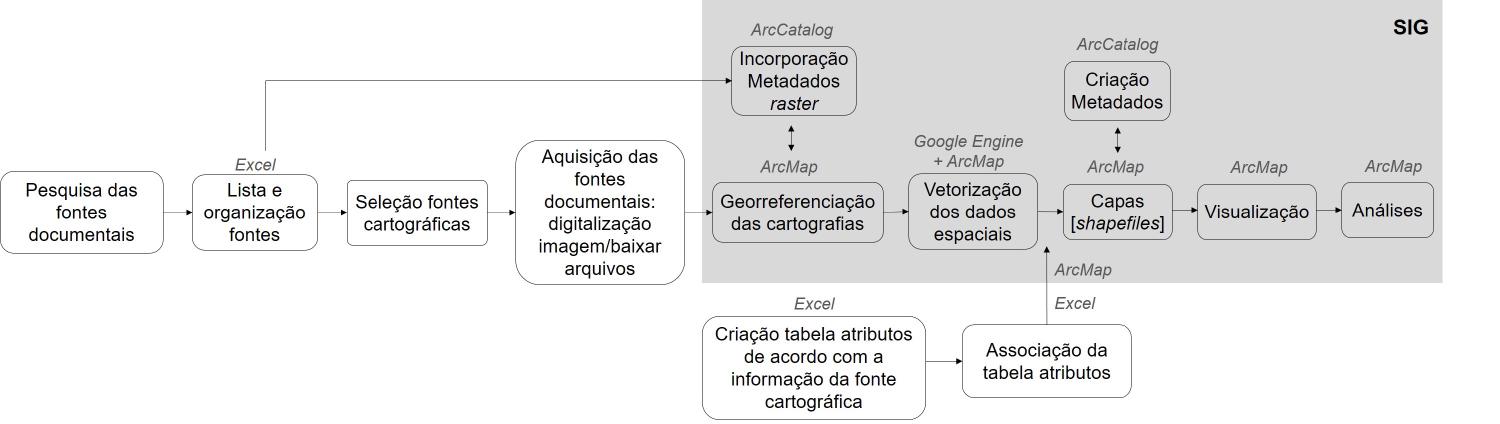 SIG
ArcCatalog
Incorporação
Metadados
raster
ArcCatalog
Criação
Metadados
Excel
Pesquisa das
fontes
documentais
Lista e
organização
fontes
Seleção fontes
cartográficas
Aquisição das
fontes
documentais:
digitalização
imagem/baixar
arquivos
ArcMap
Georreferenciação
das cartografias
Google Engine
+ ArcMap
Vetorização
dos dados
espaciais
ArcMap
Capas
[shapefiles]
ArcMap
Visualização
ArcMap
Análises
ArcMap
Excel
Excel
Criação tabela atributos
de acordo com a
informação da fonte
cartográfica
Associação da
tabela atributos